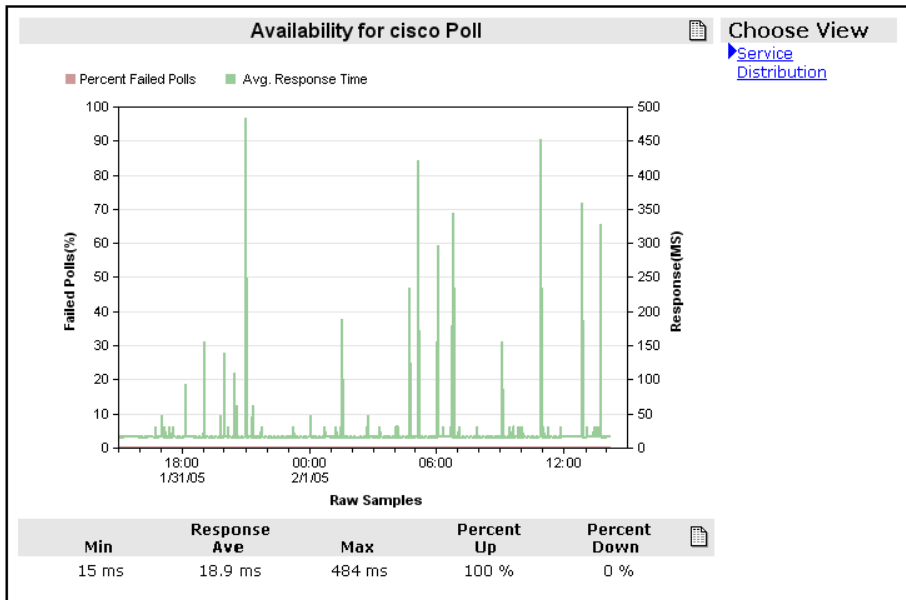 Availability for cisco Poll
Choose View
Service
Distribution
Percent Failed Polls Avg. Response Time
Failed Polls(%)
100
90
80
70
60
50
40
30
20
10
0
500
450
400
350
300
250
200
150
100
50
0
Response(MS)
18:00 00:00 06:00 12:00
1/31/05 2/1/05
Raw Samples
Response Percent Percent
Min Ave Max Up Down
15 ms 18.9 ms 484 ms 100 % 0 %